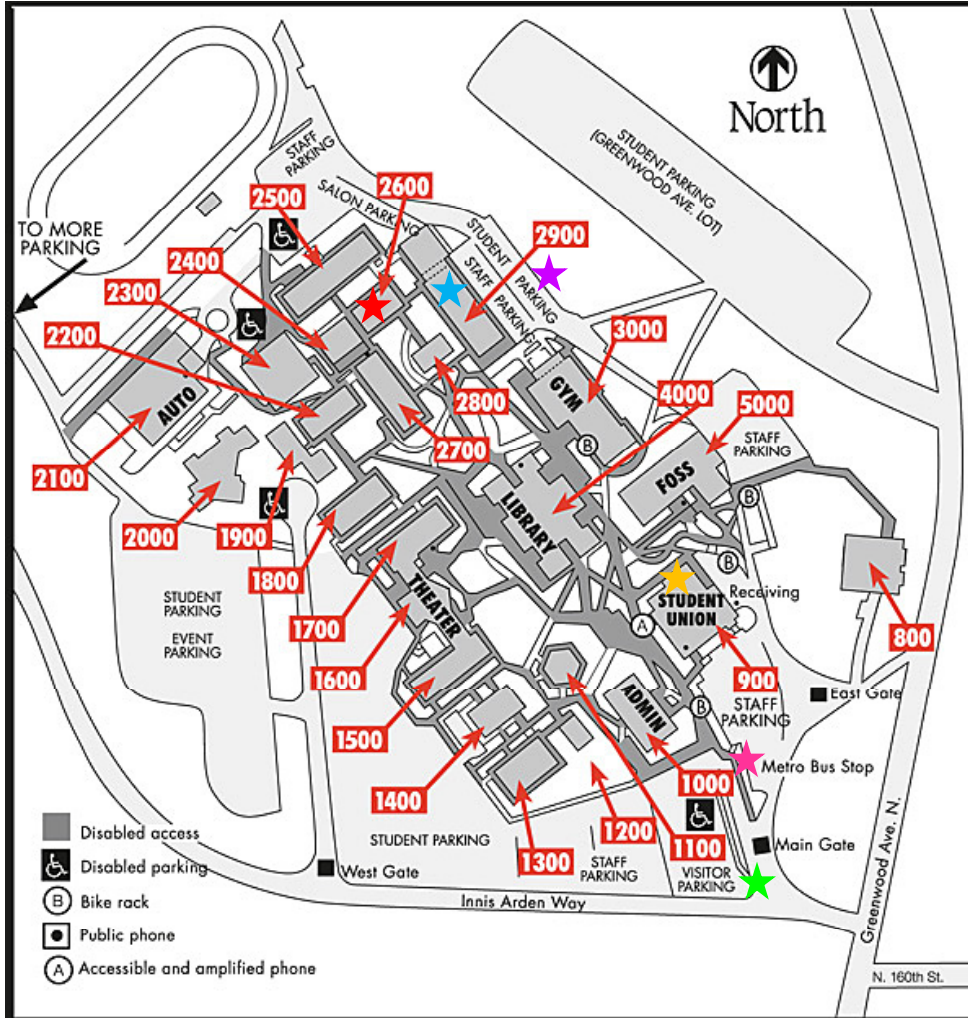 North
STAFF
PARKING
SALON PARKING
STUDENT
PARKING
STAFF
PARKING
STUDENT PARKING
(GREENWOOD AVE. LOT)
TO MORE
PARKING
2500
2600
2400
2900
2300
2200
3000
4000
5000
AUTO
GYM
2800
2700
2100
STAFF
PARKING
FOSS
LIBRARY
B
B
2000
1900
1800
B
Receiving
STUDENT
UNION
A
800
STUDENT
PARKING
EVENT
PARKING
1700
THEATER
1600
900
East Gate
STAFF
PARKING
1500
ADMIN
B
1400
1000
Metro Bus Stop
1300
1200
1100
STUDENT PARKING
STAFF
PARKING
VISITOR
PARKING
Main Gate
West Gate
Innis Arden Way
Greenwood Ave. N.
N. 160th St.
Disabled access
Disabled parking
B Bike rack
Public phone
A Accessible and amplified phone